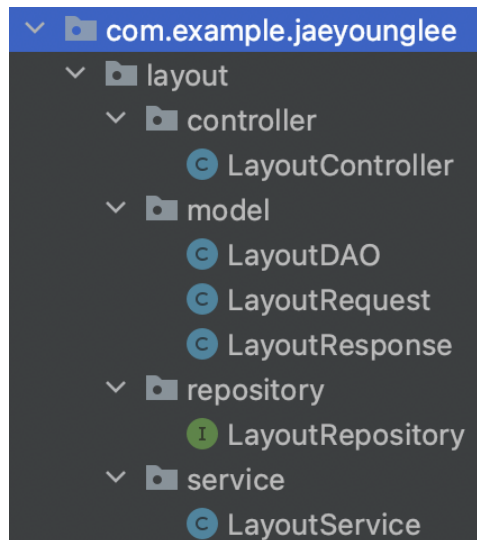 com.example.jaeyounglee
layout
controller
C LayoutController
model
C LayoutDAO
C LayoutRequest
C LayoutResponse
repository
I LayoutRepository
service
C LayoutService